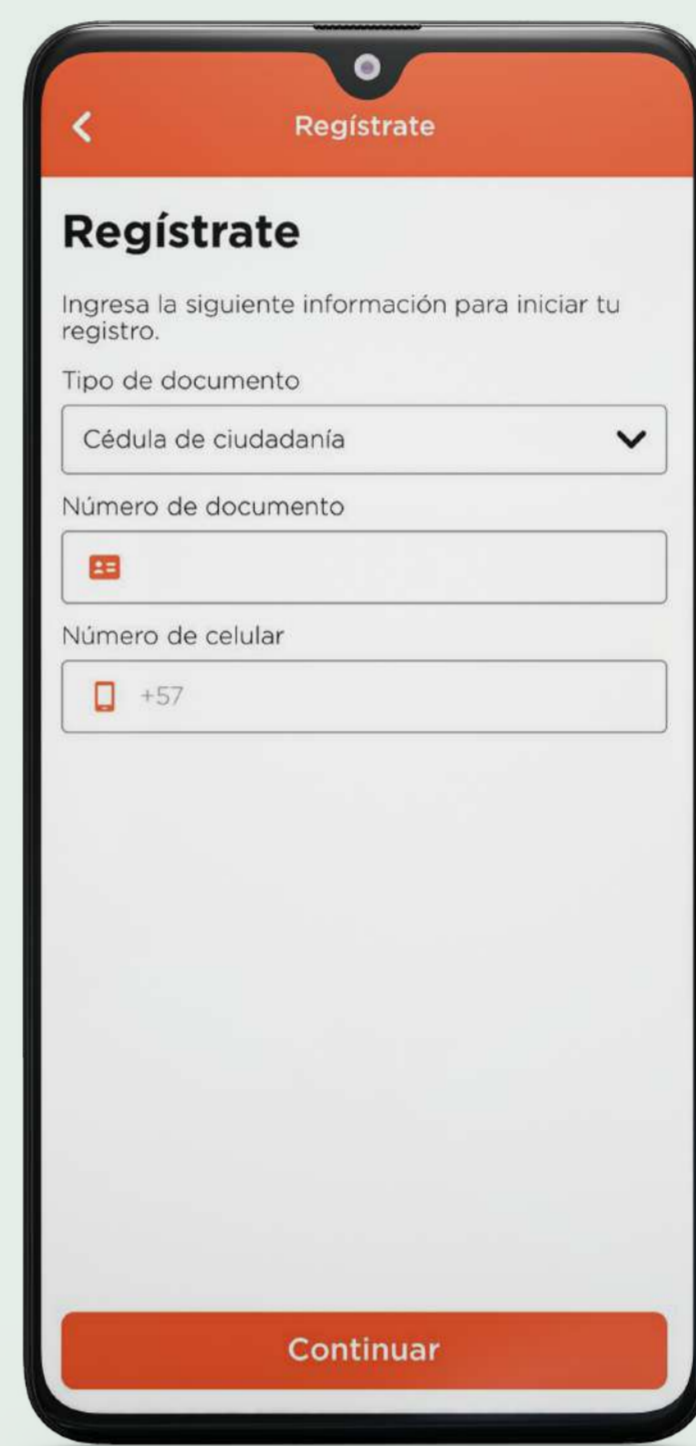 Regístrate
Regístrate
Ingresa la siguiente información para iniciar tu
registro.
Tipo de documento
Cédula de ciudadanía
Número de documento
Número de celular
+57
Continuar